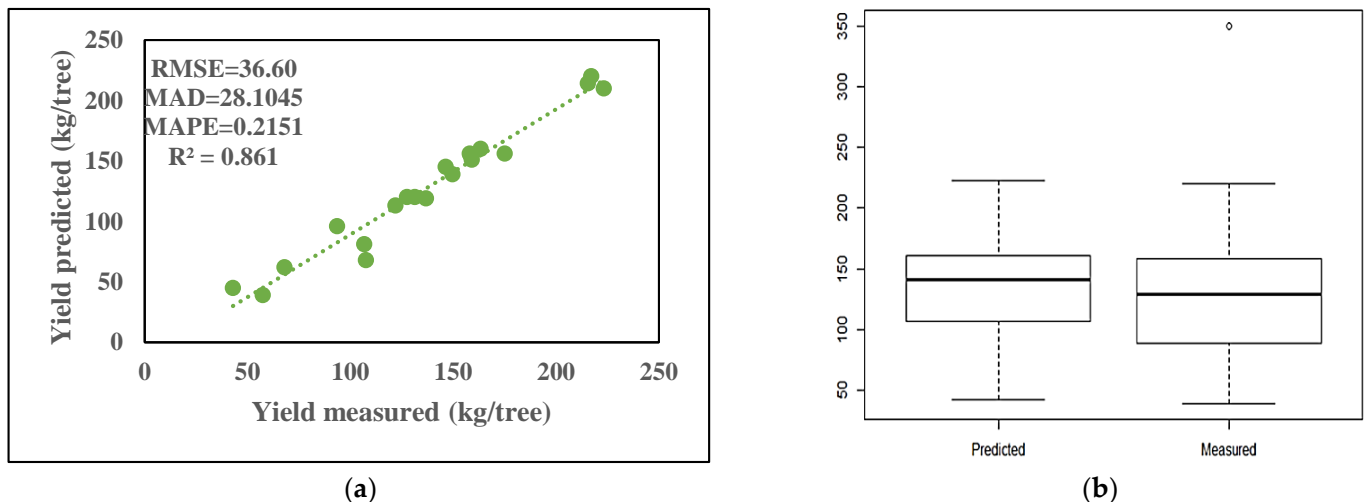 250
200
150
100
50
0
Yield predicted (kg/tree)
RMSE=36.60
MAD=28.1045
MAPE=0.2151
R² = 0.861
0 50 100 150 200 250
Yield measured (kg/tree)
(a)
350
300
250
200
150
100
50
Predicted Measured
(b)